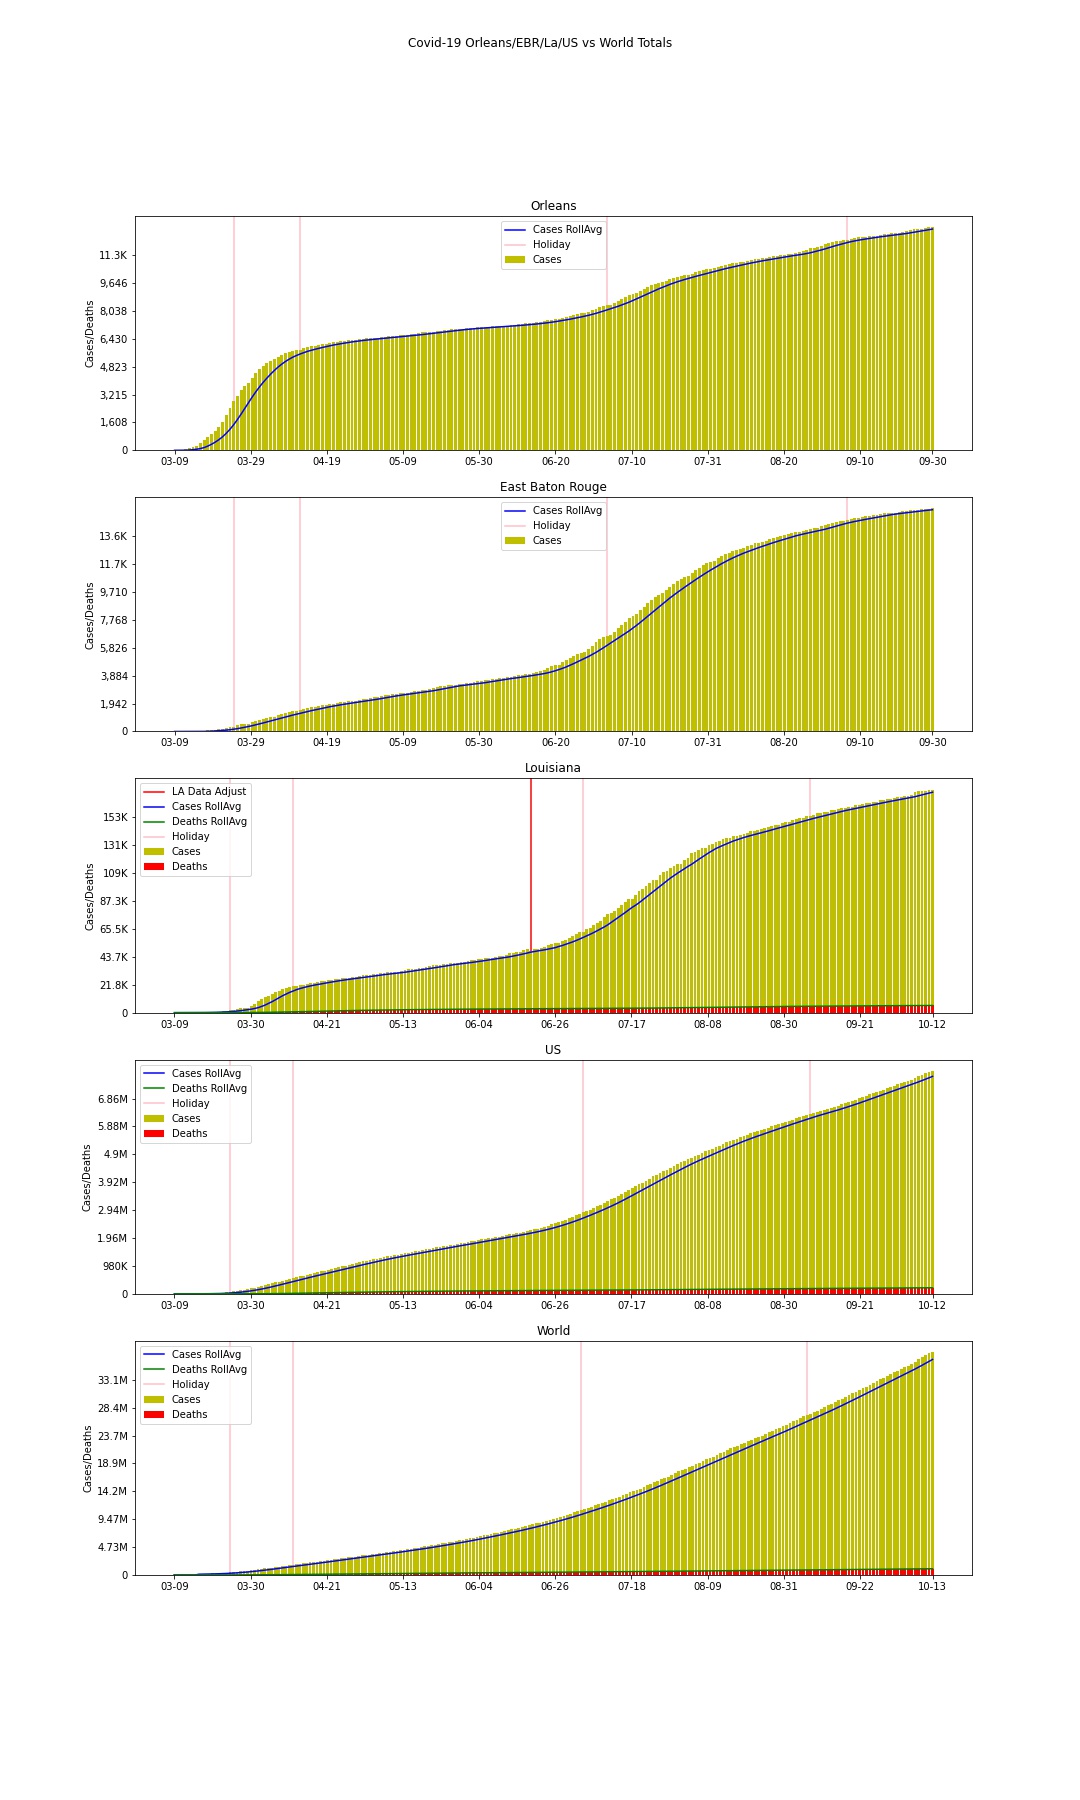 Covid-19 Orleans/EBR/La/US vs World Totals
Orleans
Cases RollAvg
Holiday
Cases
Cases/Deaths
11.3K
9,646
8,038
6,430
4,823
3,215
1,608
0
03-09 03-29 04-19 05-09 05-30 06-20 07-10 07-31 08-20 09-10 09-30
East Baton Rouge
Cases RollAvg
Holiday
Cases
Cases/Deaths
13.6K
11.7K
9,710
7,768
5,826
3,884
1,942
0
03-09 03-29 04-19 05-09 05-30 06-20 07-10 07-31 08-20 09-10 09-30
Louisiana
LA Data Adjust
Cases RollAvg
Deaths RollAvg
Holiday
Cases
Deaths
Cases/Deaths
153K
131K
109K
87.3K
65.5K
43.7K
21.8K
0
03-09 03-30 04-21 05-13 06-04 06-26 07-17 08-08 08-30 09-21 10-12
US
Cases RollAvg
Deaths RollAvg
Holiday
Cases
Deaths
Cases/Deaths
6.86M
5.88M
4.9M
3.92M
2.94M
1.96M
980K
0
03-09 03-30 04-21 05-13 06-04 06-26 07-17 08-08 08-30 09-21 10-12
World
Cases RollAvg
Deaths RollAvg
Holiday
Cases
Deaths
Cases/Deaths
33.1M
28.4M
23.7M
18.9M
14.2M
9.47M
4.73M
0
03-09 03-30 04-21 05-13 06-04 06-26 07-18 08-09 08-31 09-22 10-13